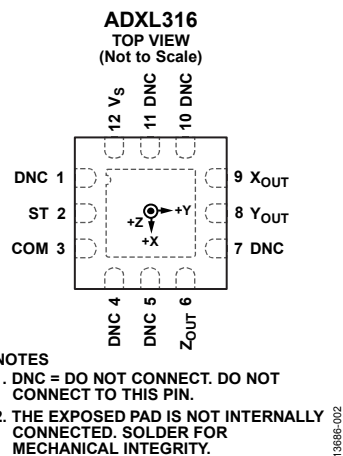 ADXL316
TOP VIEW
(Not to Scale)
12 VS
11 DNC
10 DNC
DNC 1
ST 2
COM 3
9 XOUT
8 YOUT
7 DNC
+Y
+Z
+X
DNC 4
DNC 5
ZOUT 6
NOTES
1. DNC = DO NOT CONNECT. DO NOT
CONNECT TO THIS PIN.
2. THE EXPOSED PAD IS NOT INTERNALLY
CONNECTED. SOLDER FOR
MECHANICAL INTEGRITY.
13686-002